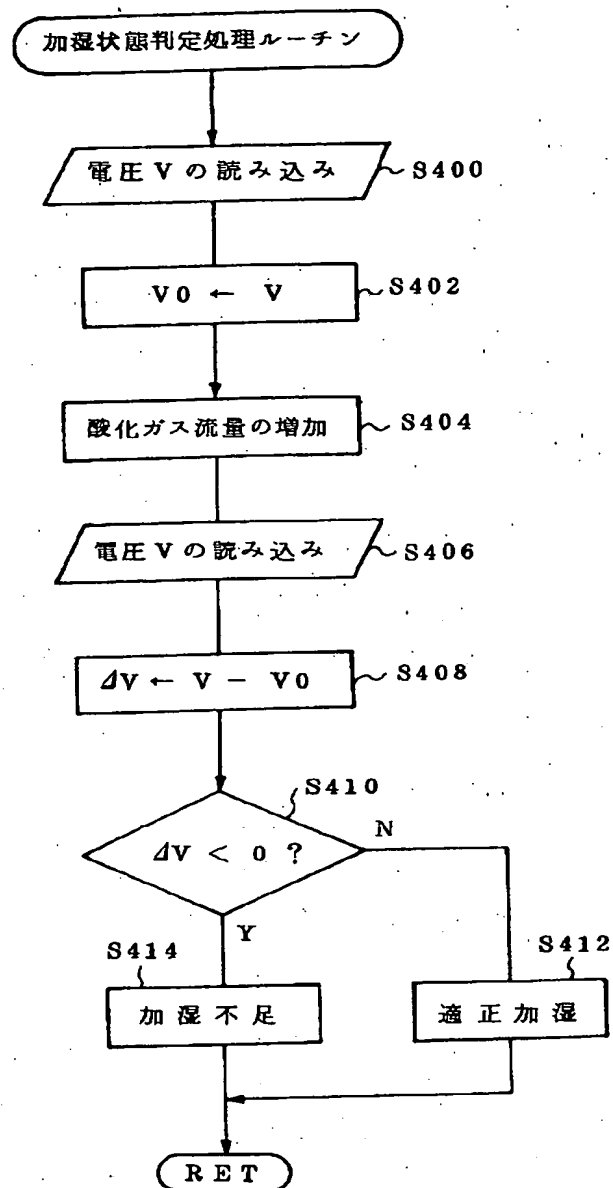 加湿状態判定処理ルーチン
電圧Vの読み込み
S400
V0 ← V
S402
酸化ガス流量の増加
S404
電圧Vの読み込み
S406
ΔV ← V − V0
S408
S410
ΔV < 0 ?
N
Y
S414
加湿不足
S412
適正加湿
RET